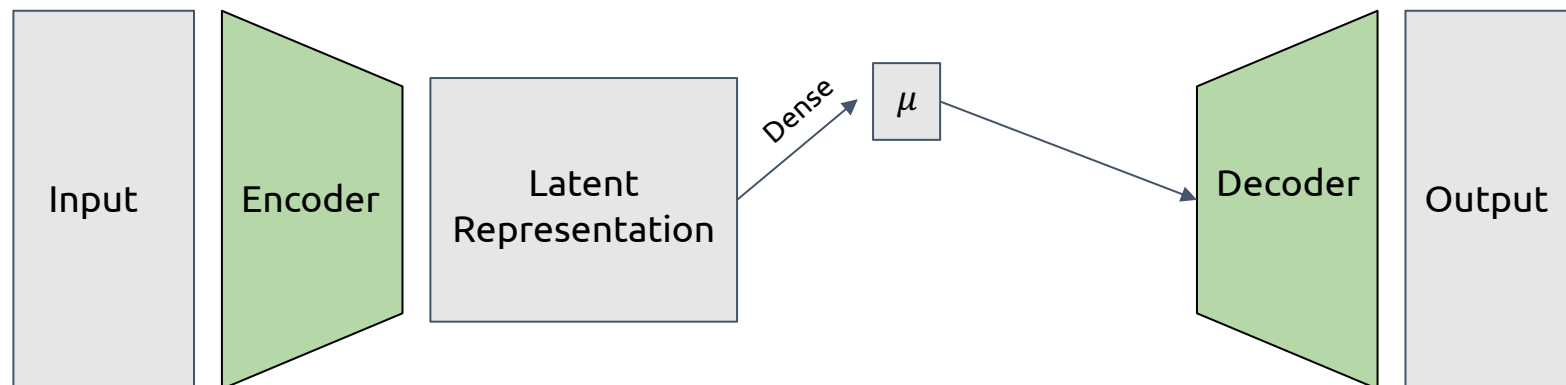 Input
Encoder
Latent
Representation
Dense
μ
Decoder
Output